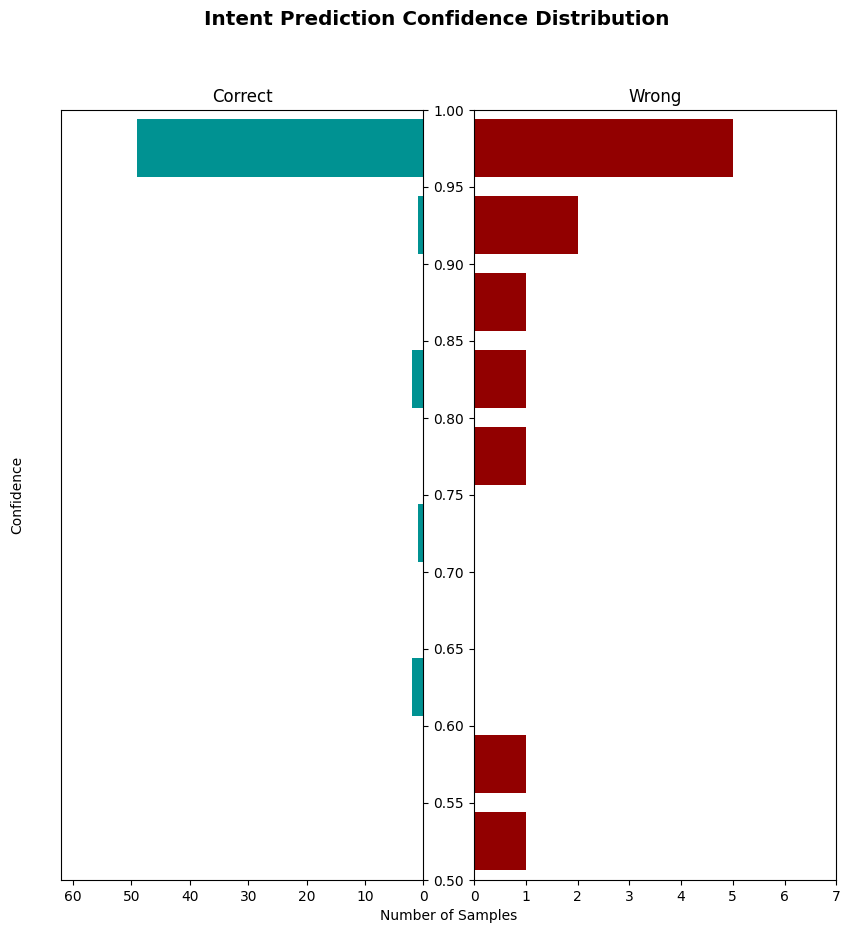 Intent Prediction Confidence Distribution
Correct
Wrong
1.00
0.95
0.90
0.85
0.80
0.75
0.70
0.65
0.60
0.55
0.50
Confidence
60 50 40 30 20 10 0
0 1 2 3 4 5 6 7
Number of Samples